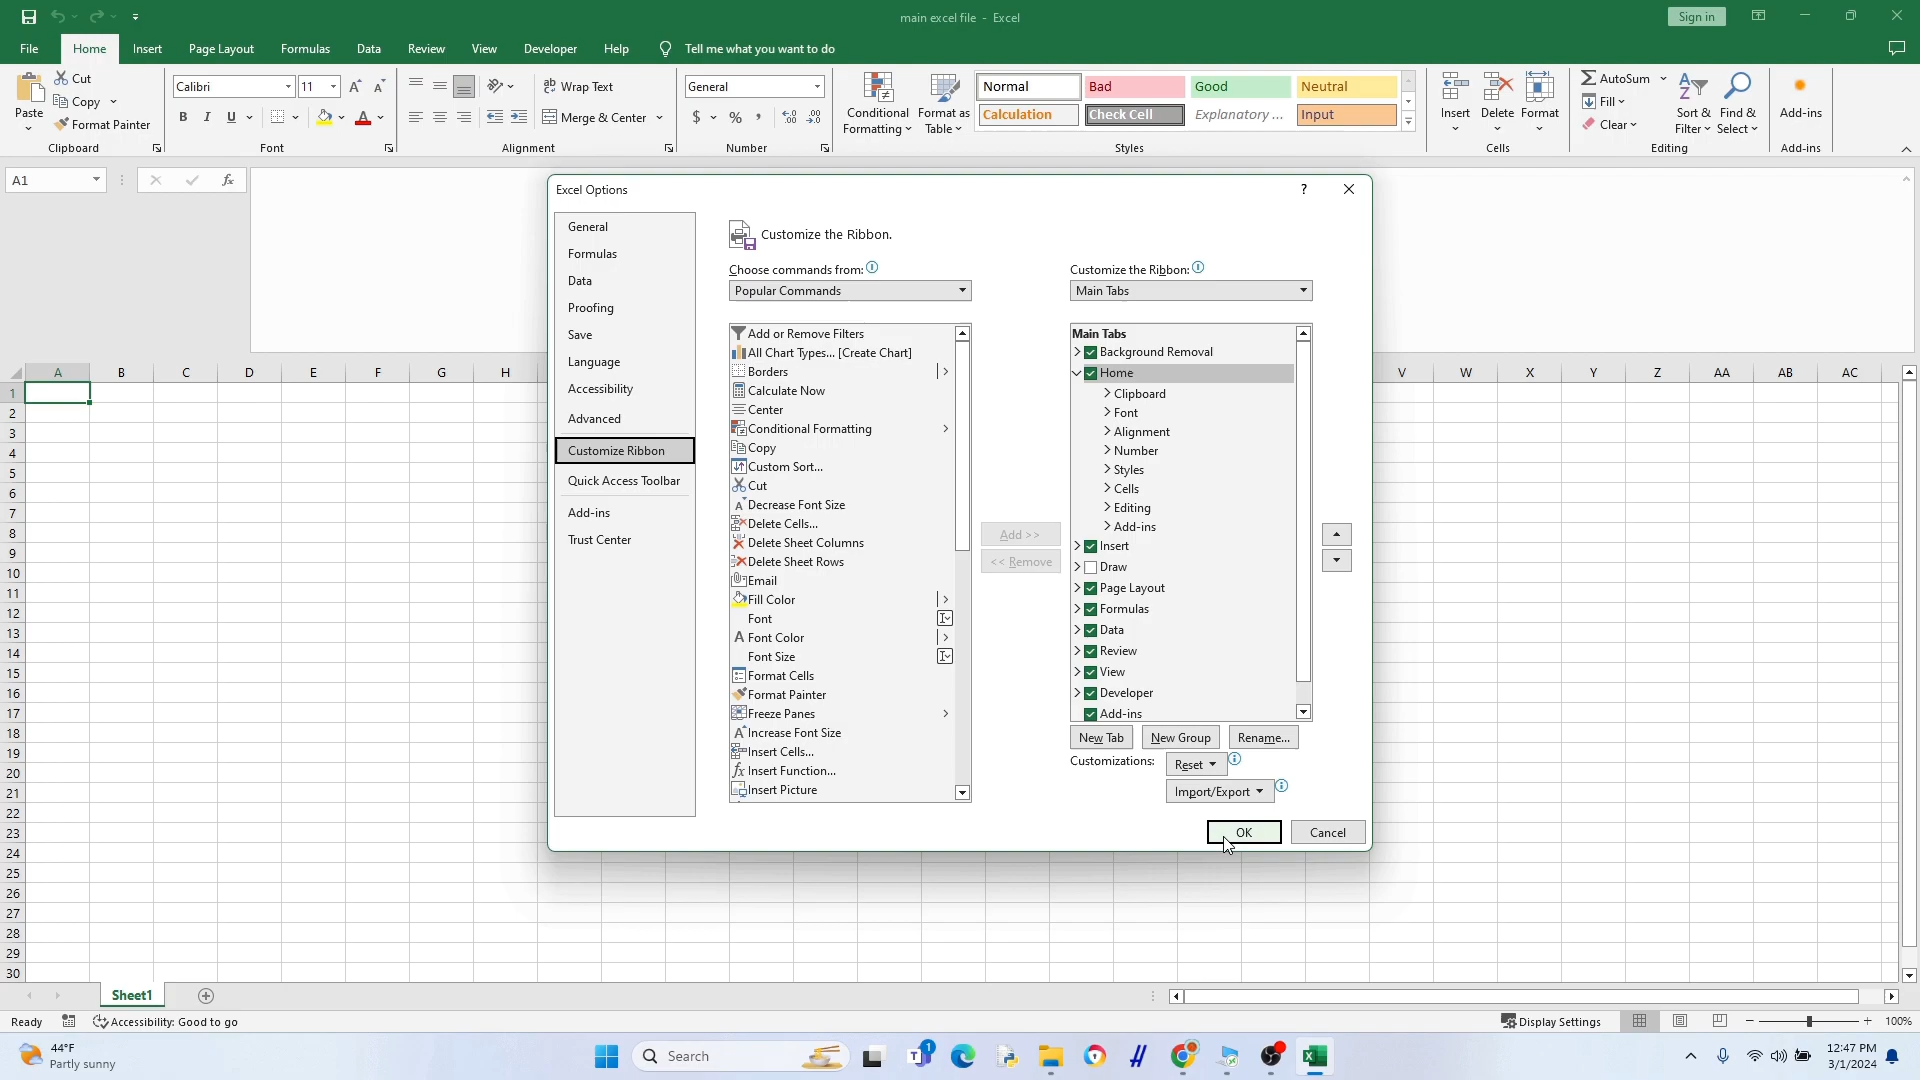 main excel file - Excel
Sign in
File Home Insert Page Layout Formulas Data Review View Developer Help Tell me what you want to do
Paste
Cut
Copy
Format Painter
Clipboard
Calibri 11
B I U
Font
Wrap Text
Merge & Center
Alignment
General
$ % ,
Number
Conditional
Formatting
Format as
Table
Normal Bad Good Neutral
Calculation Check Cell Explanatory ... Input
Styles
Insert Delete Format
Cells
AutoSum
Fill
Clear
Sort &
Filter
Find &
Select
Editing
Add-ins
Add-ins
A1
fx
Excel Options
?
General
Formulas
Data
Proofing
Save
Language
Accessibility
Advanced
Customize Ribbon
Quick Access Toolbar
Add-ins
Trust Center
Customize the Ribbon.
Choose commands from:
Popular Commands
Add or Remove Filters
All Chart Types... [Create Chart]
Borders
Calculate Now
Center
Conditional Formatting
Copy
Custom Sort...
Cut
Decrease Font Size
Delete Cells...
Delete Sheet Columns
Delete Sheet Rows
Email
Fill Color
Font
Font Color
Font Size
Format Cells
Format Painter
Freeze Panes
Increase Font Size
Insert Cells...
Insert Function...
Insert Picture
Add >>
<< Remove
Customize the Ribbon:
Main Tabs
Main Tabs
Background Removal
Home
Clipboard
Font
Alignment
Number
Styles
Cells
Editing
Add-ins
Insert
Draw
Page Layout
Formulas
Data
Review
View
Developer
Add-ins
New Tab New Group Rename...
Customizations: Reset
Import/Export
OK Cancel
A B C D E F G H V W X Y Z AA AB AC
1
2
3
4
5
6
7
8
9
10
11
12
13
14
15
16
17
18
19
20
21
22
23
24
25
26
27
28
29
30
Sheet1
Ready Accessibility: Good to go Display Settings 100%
44°F
Partly sunny
Search
1
12:47 PM
3/1/2024